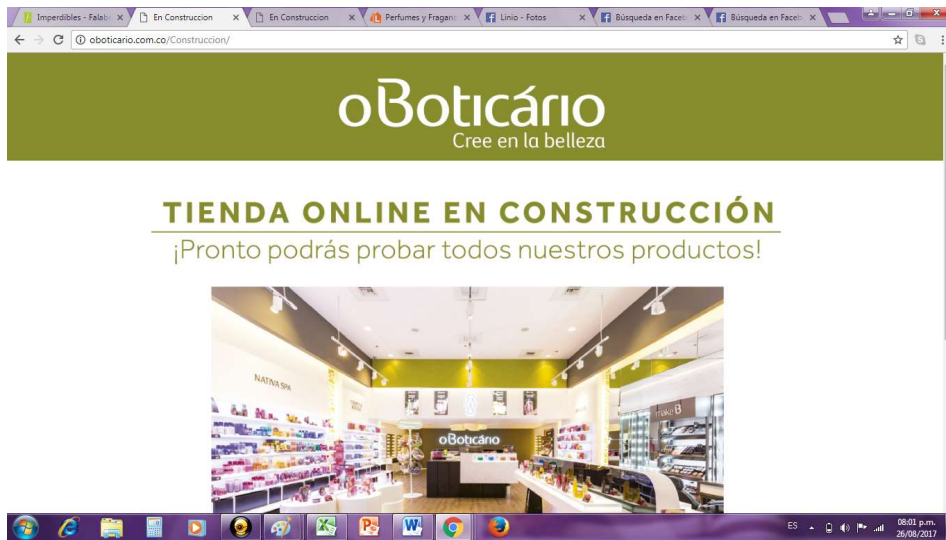 Imperdibles - Falab
En Construccion
En Construccion
Perfumes y Fraganc
Linio - Fotos
Búsqueda en Faceb
Búsqueda en Faceb
oboticario.com.co/Construccion/
oBoticário
Cree en la belleza
TIENDA ONLINE EN CONSTRUCCIÓN
¡Pronto podrás probar todos nuestros productos!
NATIVA SPA
make B
oBoticário
ES
08:01 p.m.
26/08/2017